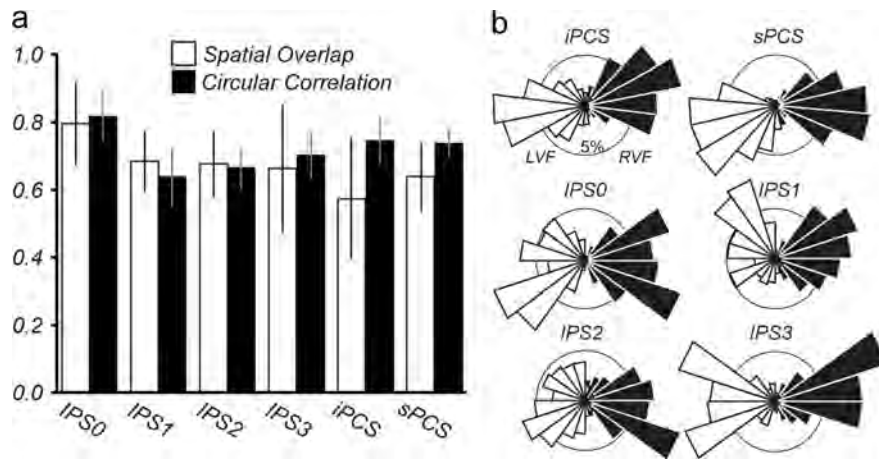 a
1.0
0.8
0.6
0.4
0.2
0.0
Spatial Overlap
Circular Correlation
IPS0
IPS1
IPS2
IPS3
iPCS
sPCS
b
iPCS
sPCS
LVF
5%
RVF
IPS0
IPS1
IPS2
IPS3